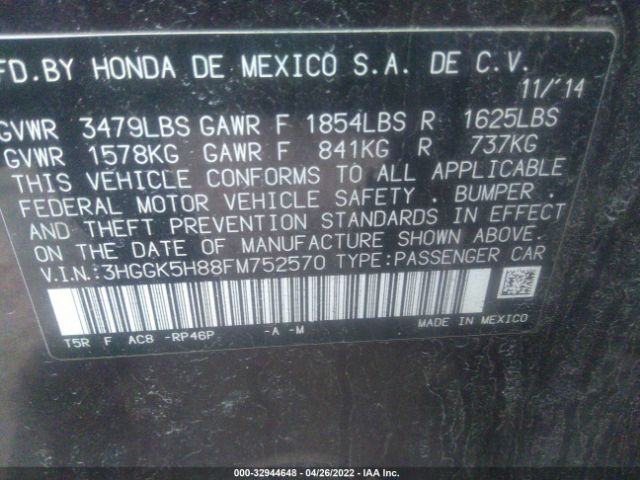 FD.BY HONDA DE MEXICO S.A. DE C.V.
11/'14
GVWR 3479LBS GAWR F 1854LBS R 1625LBS
GVWR 1578KG GAWR F 841KG R 737KG
THIS VEHICLE CONFORMS TO ALL APPLICABLE
FEDERAL MOTOR VEHICLE SAFETY . BUMPER .
AND THEFT PREVENTION STANDARDS IN EFFECT
ON THE DATE OF MANUFACTURE SHOWN ABOVE.
V.I.N.:3HGGK5H88FM752570 TYPE:PASSENGER CAR
T5R F AC8 -RP46P -A -M MADE IN MEXICO
000-32944648 | 04/26/2022 - IAA Inc.